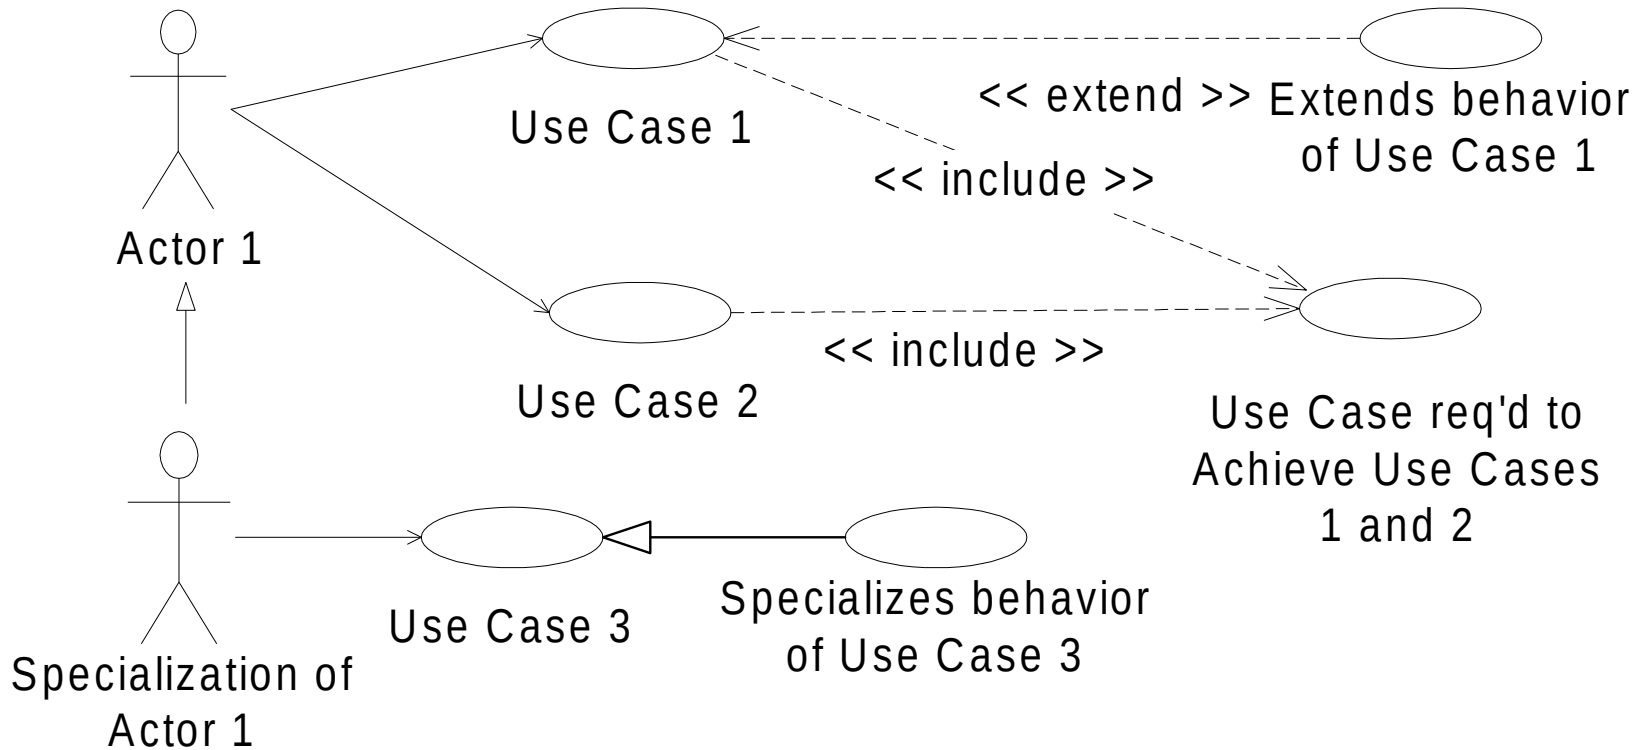 Use Case 1
<< extend >>
Extends behavior
of Use Case 1
<< include >>
Actor 1
<< include >>
Use Case 2
Use Case req'd to
Achieve Use Cases
1 and 2
Use Case 3
Specializes behavior
of Use Case 3
Specialization of
Actor 1